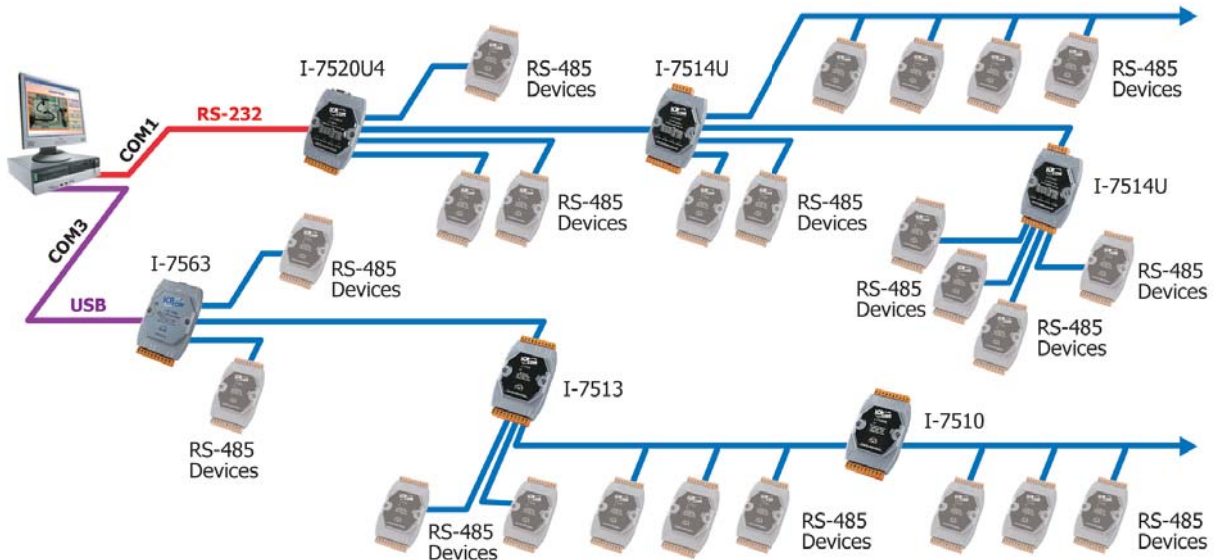 I-7520U4
RS-485
Devices
I-7514U
RS-485
Devices
COM1
RS-232
RS-485
Devices
RS-485
Devices
I-7514U
COM3
I-7563
RS-485
Devices
RS-485
Devices
RS-485
Devices
RS-485
Devices
USB
I-7513
I-7510
RS-485
Devices
RS-485
Devices
RS-485
Devices
RS-485
Devices